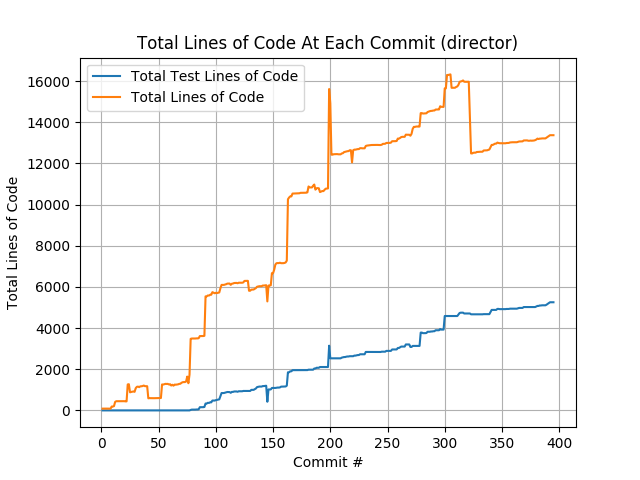 Total Lines of Code At Each Commit (director)
Total Test Lines of Code
Total Lines of Code
16000
14000
12000
10000
8000
6000
4000
2000
0
Total Lines of Code
0 50 100 150 200 250 300 350 400
Commit #